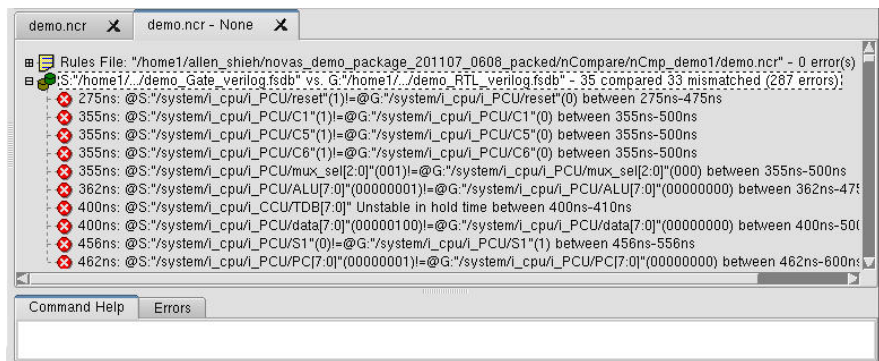 demo.ncr X demo.ncr - None X
Rules File: "/home1/allen_shieh/novas_demo_package_201107_0608_packed/nCompare/nCmp_demo1/demo.ncr" - 0 error(s)
S:"/home1/.../demo_Gate_verilog.fsdb" vs. G:"/home1/.../demo_RTL_verilog.fsdb" - 35 compared 33 mismatched (287 errors)
275ns: @S:"/system/i_cpu/i_PCU/reset"(1)!=@G:"/system/i_cpu/i_PCU/reset"(0) between 275ns-475ns
355ns: @S:"/system/i_cpu/i_PCU/C1"(1)!=@G:"/system/i_cpu/i_PCU/C1"(0) between 355ns-500ns
355ns: @S:"/system/i_cpu/i_PCU/C5"(1)!=@G:"/system/i_cpu/i_PCU/C5"(0) between 355ns-500ns
355ns: @S:"/system/i_cpu/i_PCU/C6"(1)!=@G:"/system/i_cpu/i_PCU/C6"(0) between 355ns-500ns
355ns: @S:"/system/i_cpu/i_PCU/mux_sel[2:0]"(001)!=@G:"/system/i_cpu/i_PCU/mux_sel[2:0]"(000) between 355ns-500ns
362ns: @S:"/system/i_cpu/i_PCU/ALU[7:0]"(00000001)!=@G:"/system/i_cpu/i_PCU/ALU[7:0]"(00000000) between 362ns-475
400ns: @S:"/system/i_cpu/i_CCU/TDB[7:0]" Unstable in hold time between 400ns-410ns
400ns: @S:"/system/i_cpu/i_PCU/data[7:0]"(00000100)!=@G:"/system/i_cpu/i_PCU/data[7:0]"(00000000) between 400ns-500
456ns: @S:"/system/i_cpu/i_PCU/S1"(0)!=@G:"/system/i_cpu/i_PCU/S1"(1) between 456ns-556ns
462ns: @S:"/system/i_cpu/i_PCU/PC[7:0]"(00000001)!=@G:"/system/i_cpu/i_PCU/PC[7:0]"(00000000) between 462ns-600ns
Command Help Errors